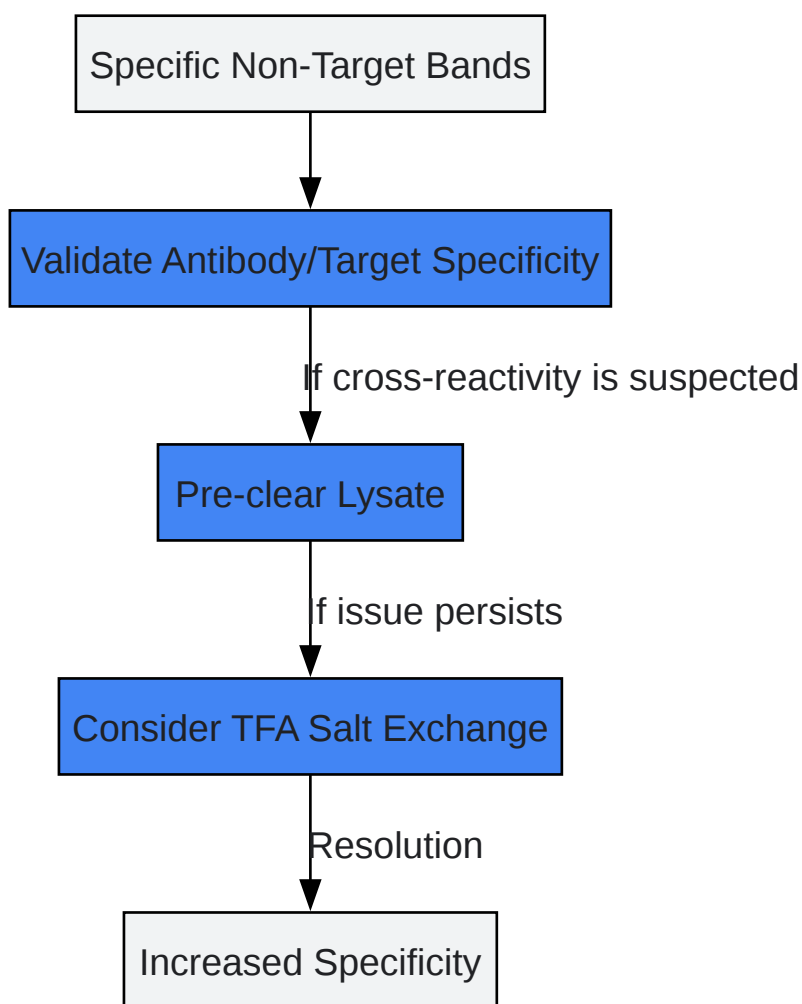 Specific Non-Target Bands
Validate Antibody/Target Specificity
If cross-reactivity is suspected
Pre-clear Lysate
If issue persists
Consider TFA Salt Exchange
Resolution
Increased Specificity